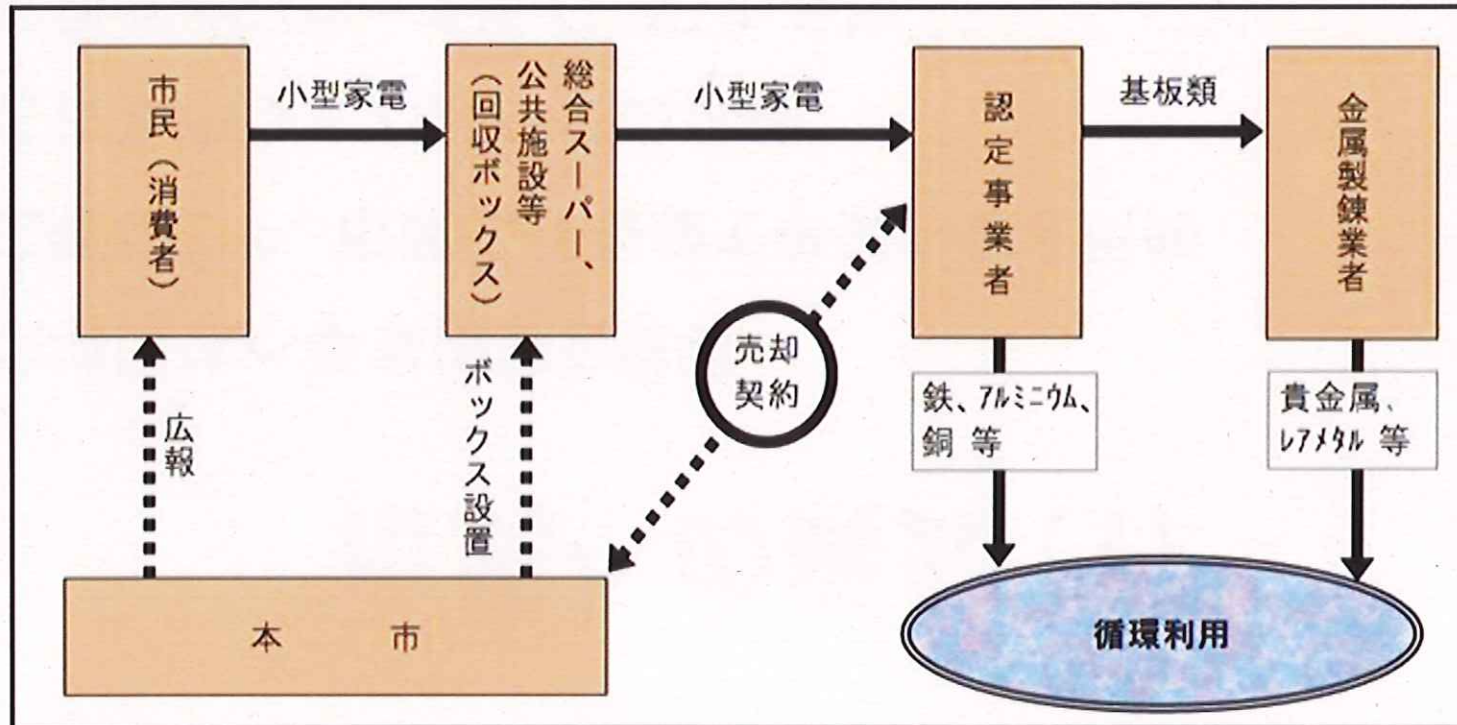 市民（消費者）
小型家電
総合スーパー、
公共施設等
（回収ボックス）
小型家電
認定事業者
基板類
金属製錬業者
広報
ボックス設置
売却
契約
鉄、アルミニウム、
銅 等
貴金属、
レアメタル 等
本 市
循環利用